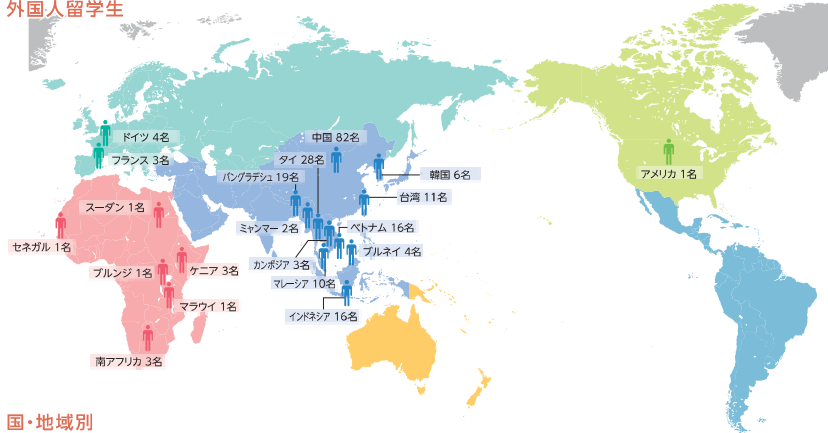 外国人留学生
ドイツ 4名
フランス 3名
中国 82名
タイ 28名
バングラデシュ 19名
韓国 6名
台湾 11名
アメリカ 1名
スーダン 1名
ミャンマー 2名
ベトナム 16名
セネガル 1名
カンボジア 3名
ブルネイ 4名
ブルンジ 1名
ケニア 3名
マレーシア 10名
マラウイ 1名
インドネシア 16名
南アフリカ 3名
国・地域別